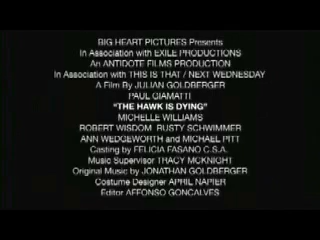 BIG HEART PICTURES Presents
In Association with EXILE PRODUCTIONS
An ANTIDOTE FILMS PRODUCTION
In Association with THIS IS THAT / NEXT WEDNESDAY
A Film By JULIAN GOLDBERGER
PAUL GIAMATTI
"THE HAWK IS DYING"
MICHELLE WILLIAMS
ROBERT WISDOM RUSTY SCHWIMMER
ANN WEDGEWORTH and MICHAEL PITT
Casting by FELICIA FASANO C.S.A.
Music Supervisor TRACY MCKNIGHT
Original Music by JONATHAN GOLDBERGER
Costume Designer APRIL NAPIER
Editor AFFONSO GONCALVES